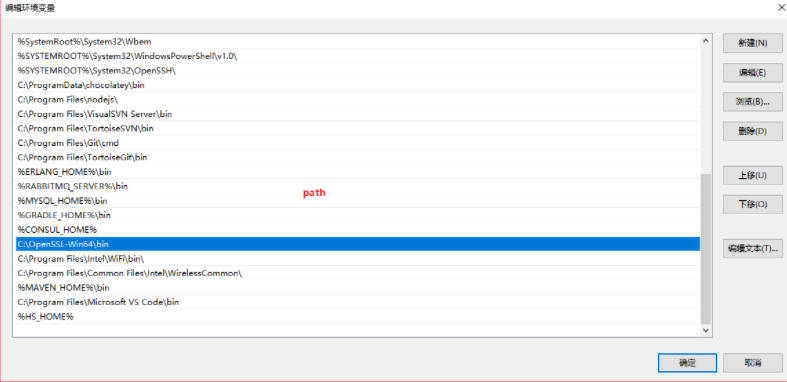 编辑环境变量
%SystemRoot%\System32\Wbem
%SYSTEMROOT%\System32\WindowsPowerShell\v1.0\
%SYSTEMROOT%\System32\OpenSSH\
C:\ProgramData\chocolatey\bin
C:\Program Files\nodejs\
C:\Program Files\VisualSVN Server\bin
C:\Program Files\TortoiseSVN\bin
C:\Program Files\Git\cmd
C:\Program Files\TortoiseGit\bin
%ERLANG_HOME%\bin
%RABBITMQ_SERVER%\bin
%MYSQL_HOME%\bin
%GRADLE_HOME%\bin
%CONSUL_HOME%
C:\OpenSSL-Win64\bin
C:\Program Files\Intel\WiFi\bin\
C:\Program Files\Common Files\Intel\WirelessCommon\
%MAVEN_HOME%\bin
C:\Program Files\Microsoft VS Code\bin
%HS_HOME%
path
新建(N)
编辑(E)
浏览(B)...
删除(D)
上移(U)
下移(O)
编辑文本(T)...
确定
取消